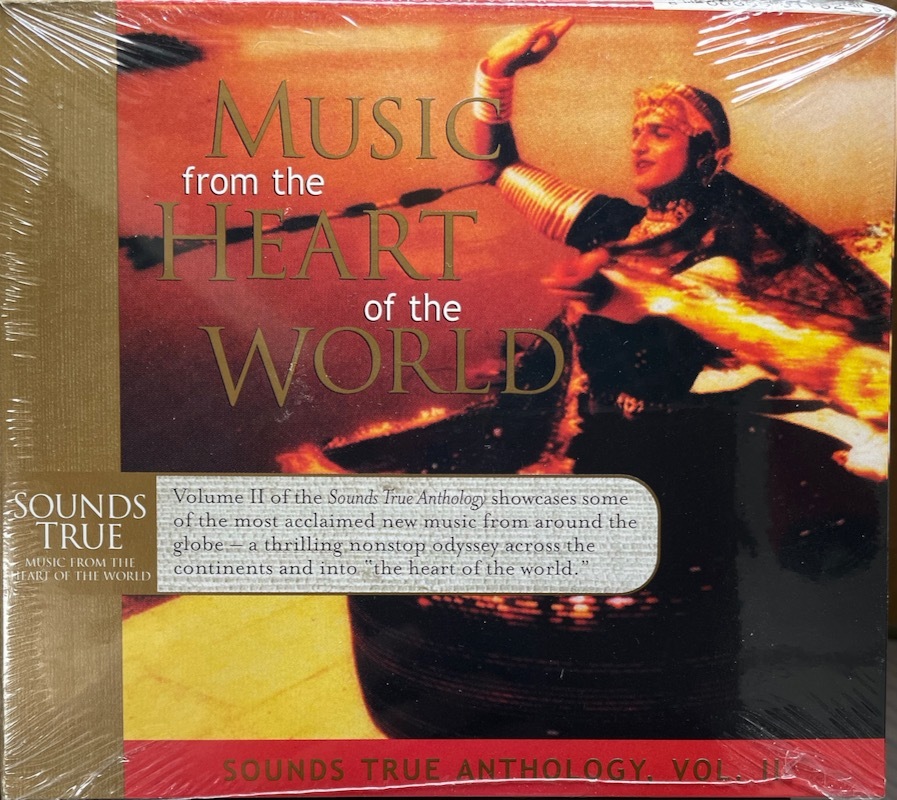 MUSIC
from the
HEART
of the
WORLD
SOUNDS
TRUE
MUSIC FROM THE
HEART OF THE WORLD
Volume II of the Sounds True Anthology showcases some
of the most acclaimed new music from around the
globe – a thrilling nonstop odyssey across the
continents and into "the heart of the world."
SOUNDS TRUE ANTHOLOGY, VOL. II